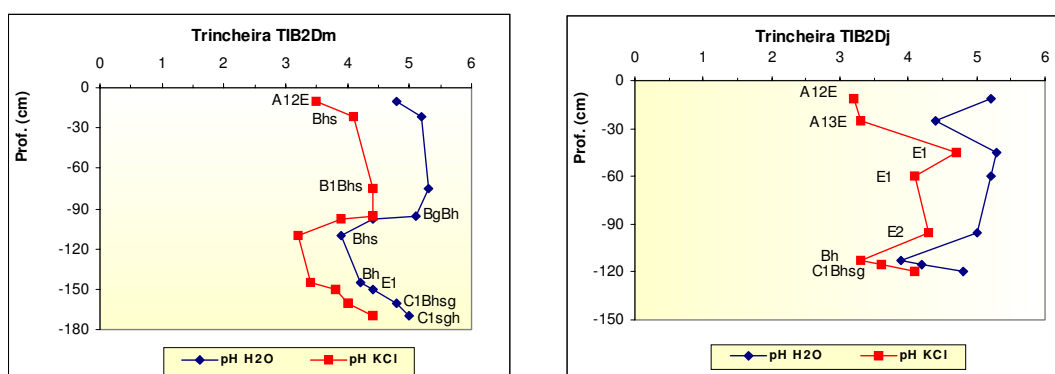 Trincheira TIB2Dm
0 1 2 3 4 5 6
Prof. (cm)
0
-30
-60
-90
-120
-150
-180
A12E
Bhs
B1Bhs
BgBh
Bhs
Bh
E1
C1Bhsg
C1sgh
pH H2O pH KCl
Trincheira TIB2Dj
0 1 2 3 4 5 6
Prof. (cm)
0
-30
-60
-90
-120
-150
A12E
A13E
E1
E1
E2
Bh
C1Bhsg
pH H2O pH KCl